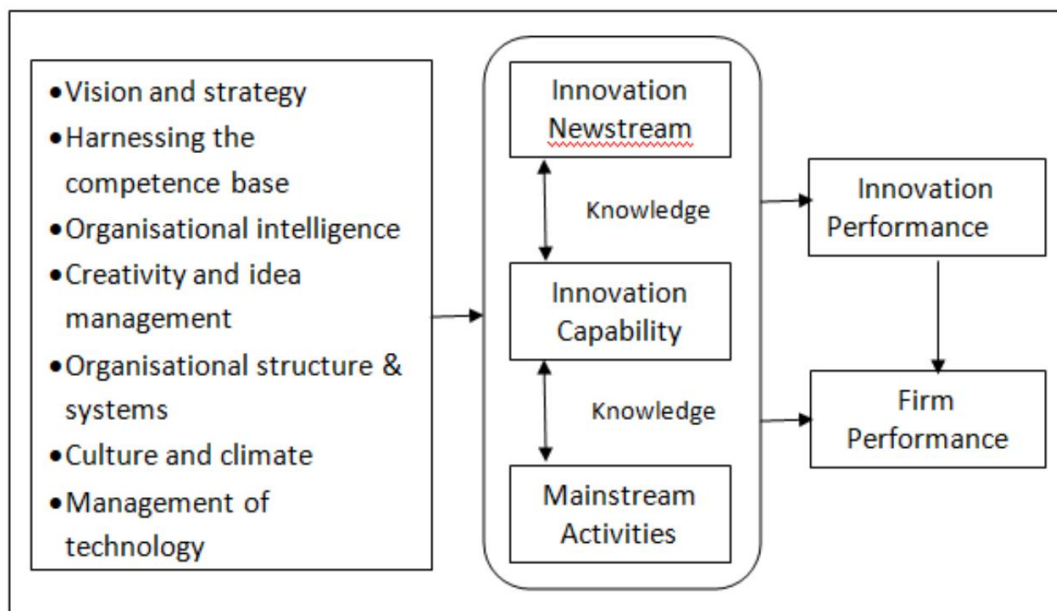 •Vision and strategy
•Harnessing the
competence base
•Organisational intelligence
•Creativity and idea
management
•Organisational structure &
systems
•Culture and climate
•Management of
technology
Innovation
Newstream
Knowledge
Innovation
Capability
Knowledge
Mainstream
Activities
Innovation
Performance
Firm
Performance